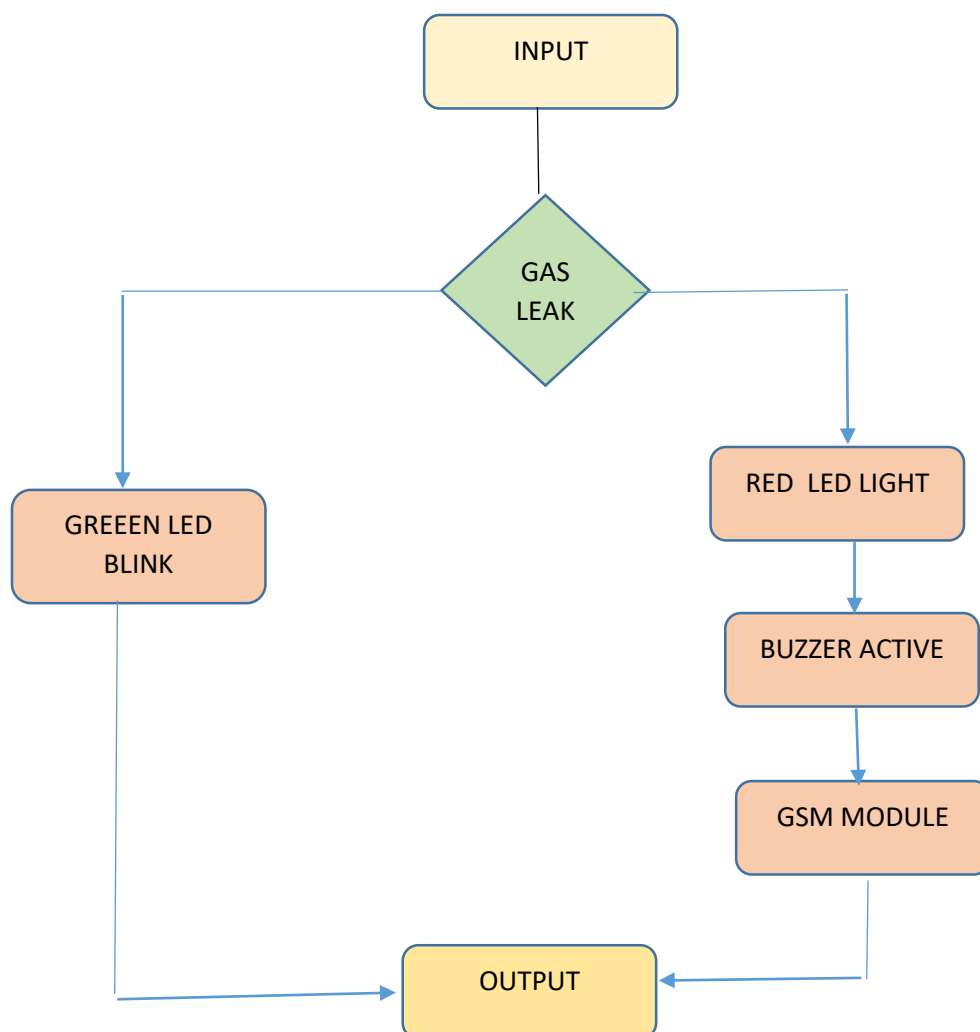 INPUT
GAS
LEAK
RED LED LIGHT
GREEEN LED
BLINK
BUZZER ACTIVE
GSM MODULE
OUTPUT